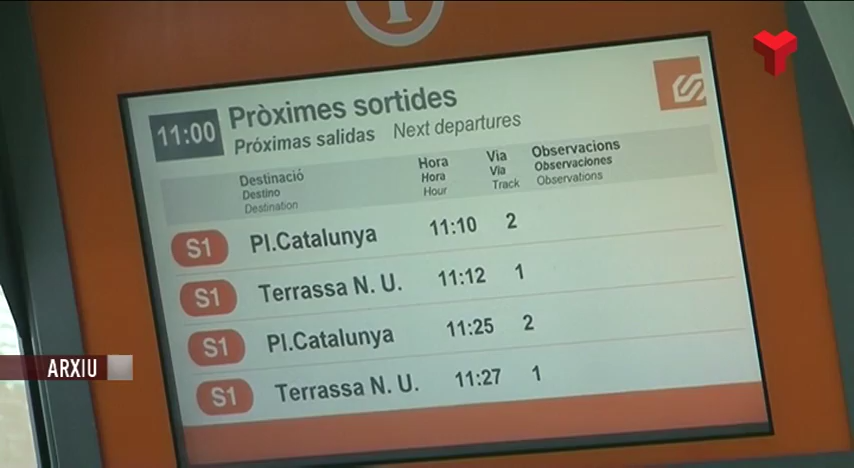 11:00 Pròximes sortides
Próximas salidas Next departures
Destinació Hora Via Observacions
Destino Hora Via Observaciones
Destination Hour Track Observations
S1 Pl.Catalunya 11:10 2
S1 Terrassa N. U. 11:12 1
S1 Pl.Catalunya 11:25 2
S1 Terrassa N. U. 11:27 1
ARXIU